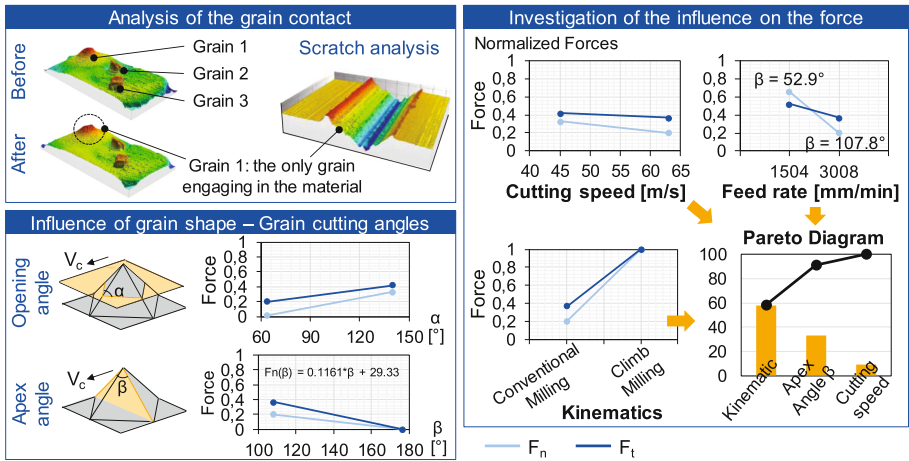 Analysis of the grain contact
Before
Grain 1
Grain 2
Grain 3
Scratch analysis
After
Grain 1: the only grain
engaging in the material
Influence of grain shape – Grain cutting angles
Opening
angle
Vc
α
Force
1
0,8
0,6
0,4
0,2
0
60 90 120 150
α
[°]
Apex
angle
Vc
β
Force
1
0,8
0,6
0,4
0,2
0
Fn(β) = 0.1161*β + 29.33
100 120 140 160 180
β
[°]
Investigation of the influence on the force
Normalized Forces
Force
1
0,8
0,6
0,4
0,2
0
40 45 50 55 60 65
Cutting speed [m/s]
1
0,8
0,6
0,4
0,2
0
β = 52.9°
β = 107.8°
1504 3008
Feed rate [mm/min]
Force
1
0,8
0,6
0,4
0,2
0
Conventional
Milling
Climb
Milling
Kinematics
Pareto Diagram
100
80
60
40
20
0
Kinematic
Apex
Angle β
Cutting
speed
Fn
Ft